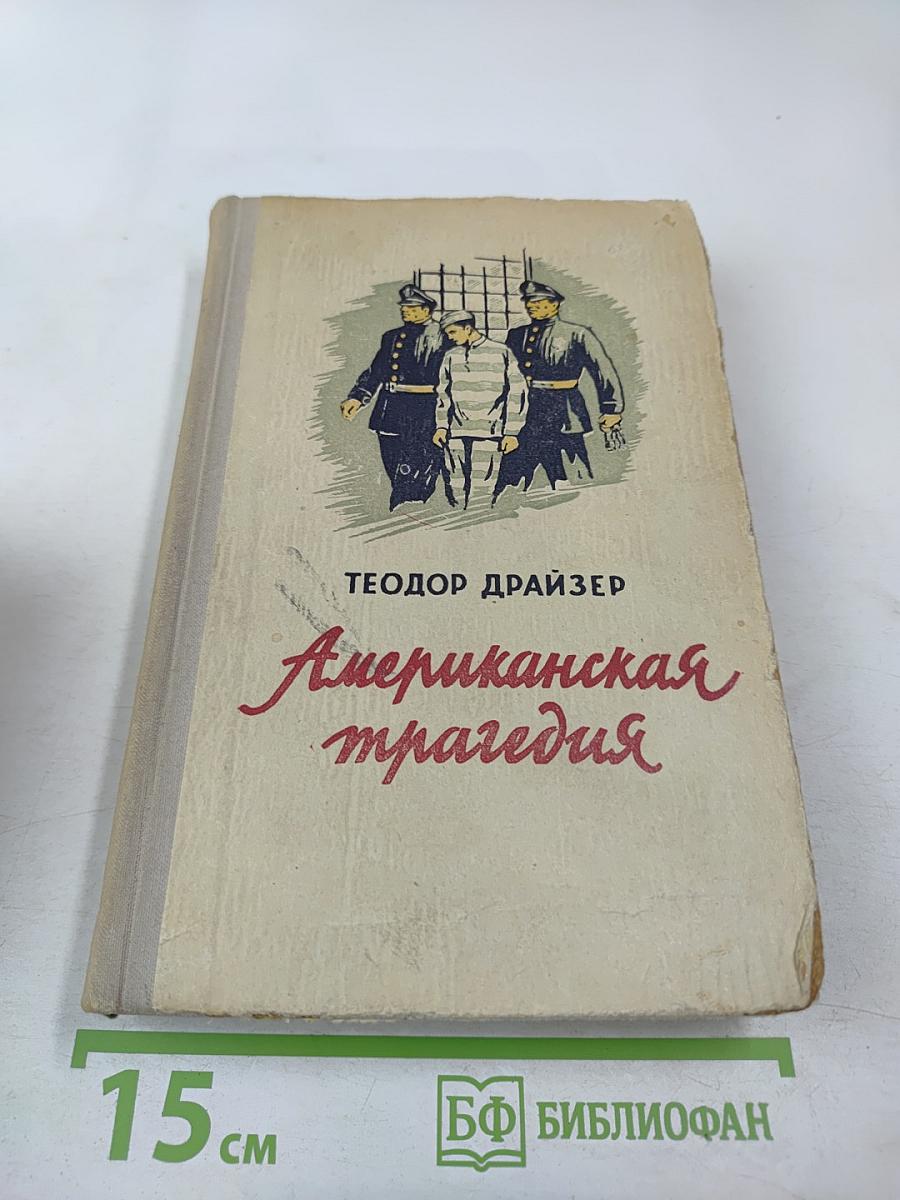 ТЕОДОР ДРАЙЗЕР
Американская
трагедия
15 см
БФ БИБЛИОФАН